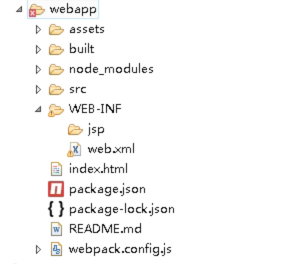 webapp
assets
built
node_modules
src
WEB-INF
jsp
web.xml
index.html
package.json
package-lock.json
README.md
webpack.config.js